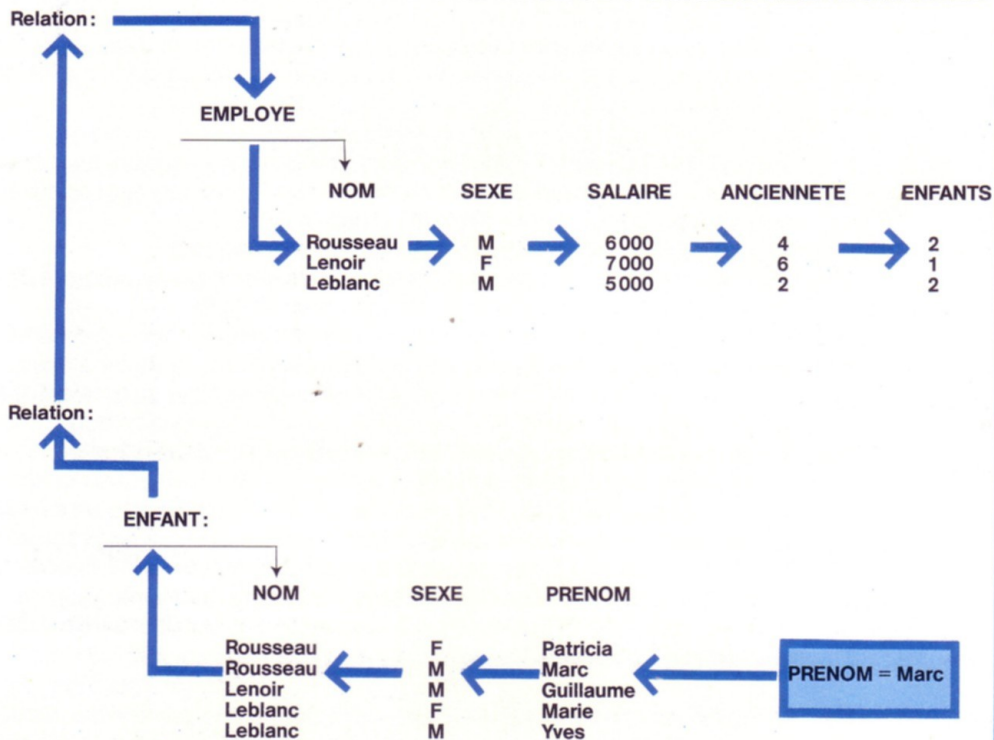 Relation:
EMPLOYE
NOM SEXE SALAIRE ANCIENNETE ENFANTS
Rousseau M 6000 4 2
Lenoir F 7000 6 1
Leblanc M 5000 2 2
Relation:
ENFANT:
NOM SEXE PRENOM
Rousseau F Patricia
Rousseau M Marc PRENOM = Marc
Lenoir M Guillaume
Leblanc F Marie
Leblanc M Yves